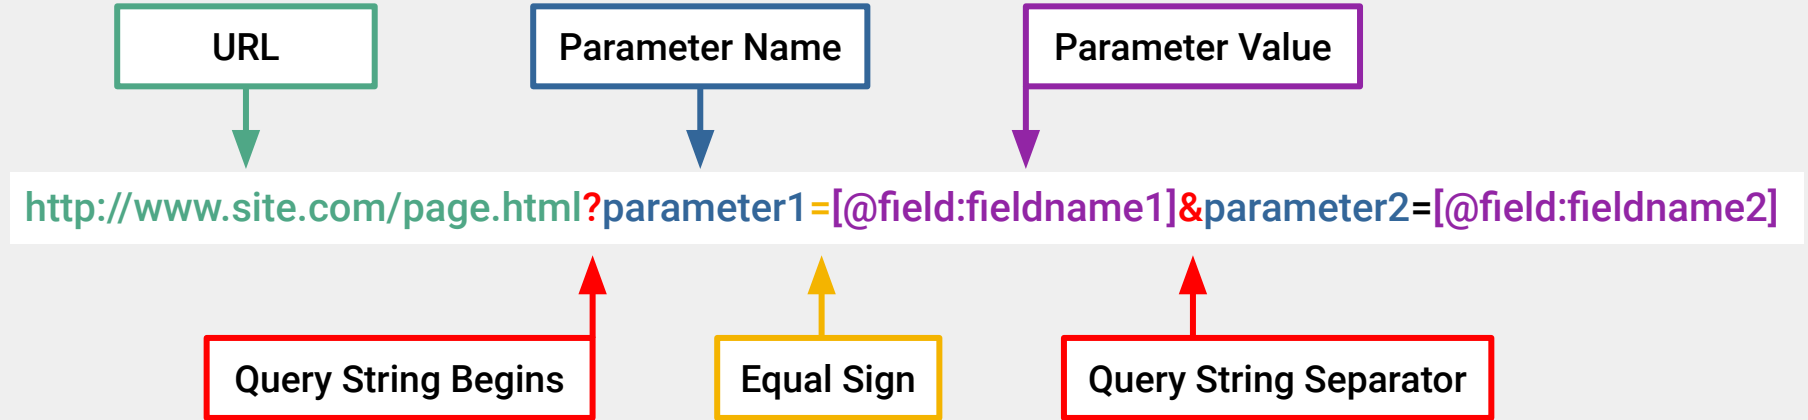 URL
Parameter Name
Parameter Value
http://www.site.com/page.html?parameter1=[@field:fieldname1]&parameter2=[@field:fieldname2]
Query String Begins
Equal Sign
Query String Separator